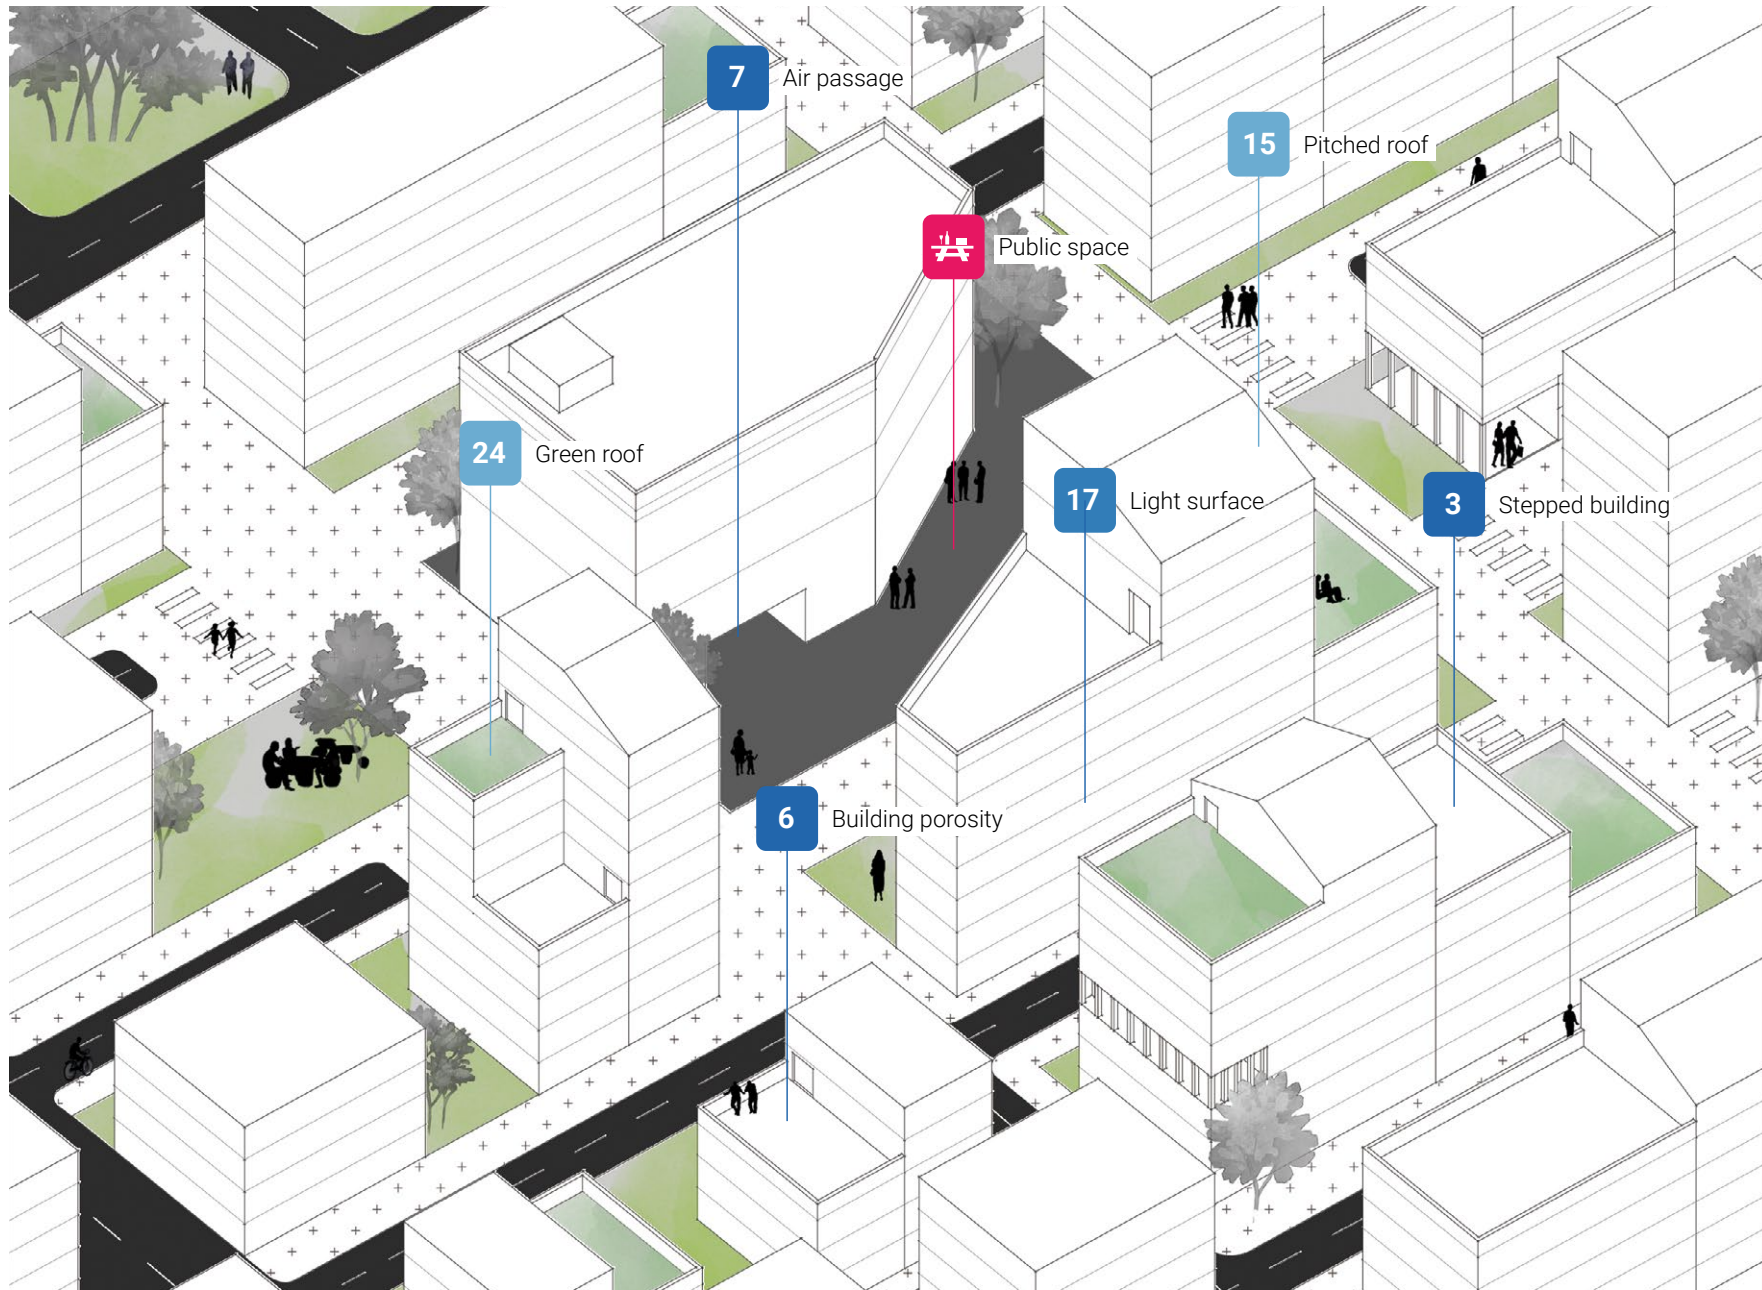 7 Air passage
15 Pitched roof
Public space
24 Green roof
17 Light surface
3 Stepped building
6 Building porosity